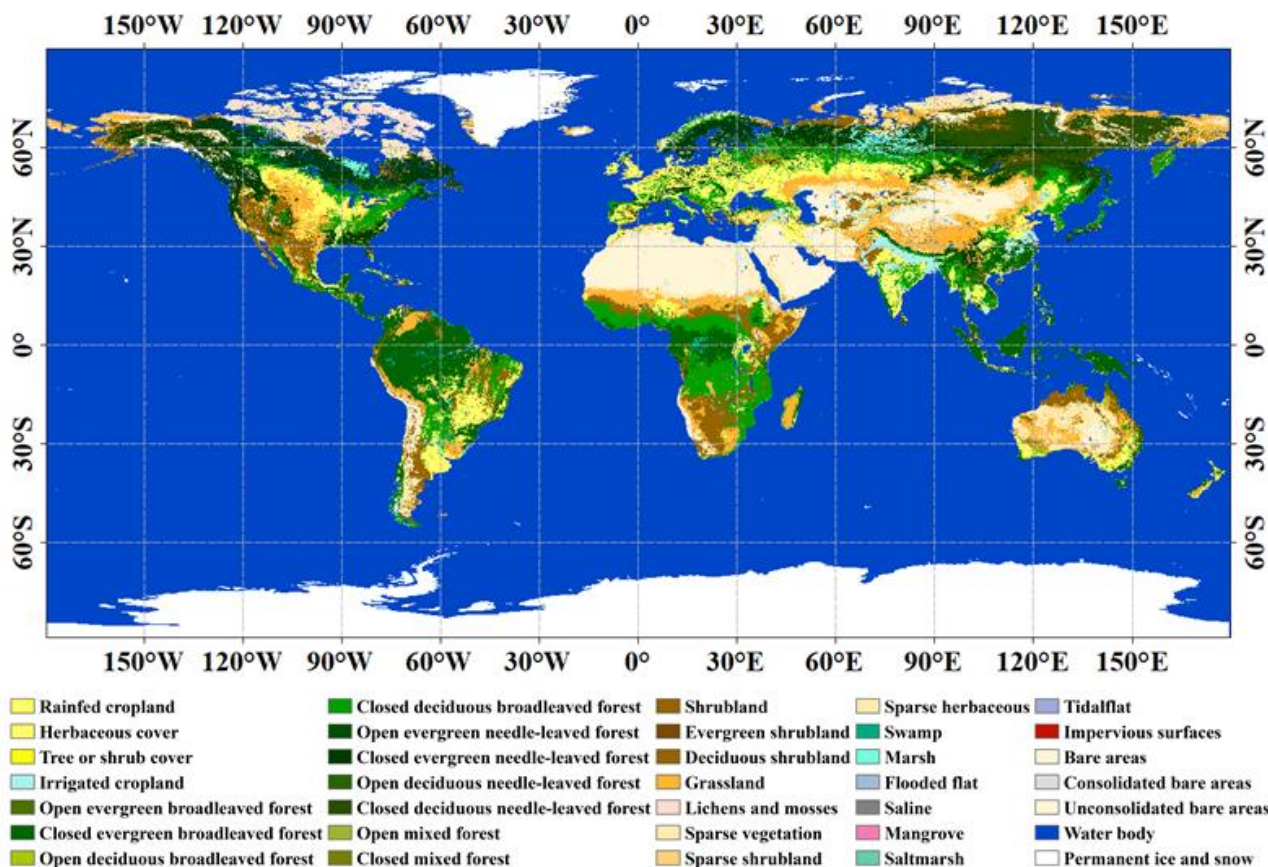 150°W 120°W 90°W 60°W 30°W 0° 30°E 60°E 90°E 120°E 150°E
60°N 60°N
30°N 30°N
0° 0°
30°S 30°S
60°S 60°S
150°W 120°W 90°W 60°W 30°W 0° 30°E 60°E 90°E 120°E 150°E
Rainfed cropland
Herbaceous cover
Tree or shrub cover
Irrigated cropland
Open evergreen broadleaved forest
Closed evergreen broadleaved forest
Open deciduous broadleaved forest
Closed deciduous broadleaved forest
Open evergreen needle-leaved forest
Closed evergreen needle-leaved forest
Open deciduous needle-leaved forest
Closed deciduous needle-leaved forest
Open mixed forest
Closed mixed forest
Shrubland
Evergreen shrubland
Deciduous shrubland
Grassland
Lichens and mosses
Sparse vegetation
Sparse shrubland
Sparse herbaceous
Swamp
Marsh
Flooded flat
Saline
Mangrove
Saltmarsh
Tidalflat
Impervious surfaces
Bare areas
Consolidated bare areas
Unconsolidated bare areas
Water body
Permanent ice and snow